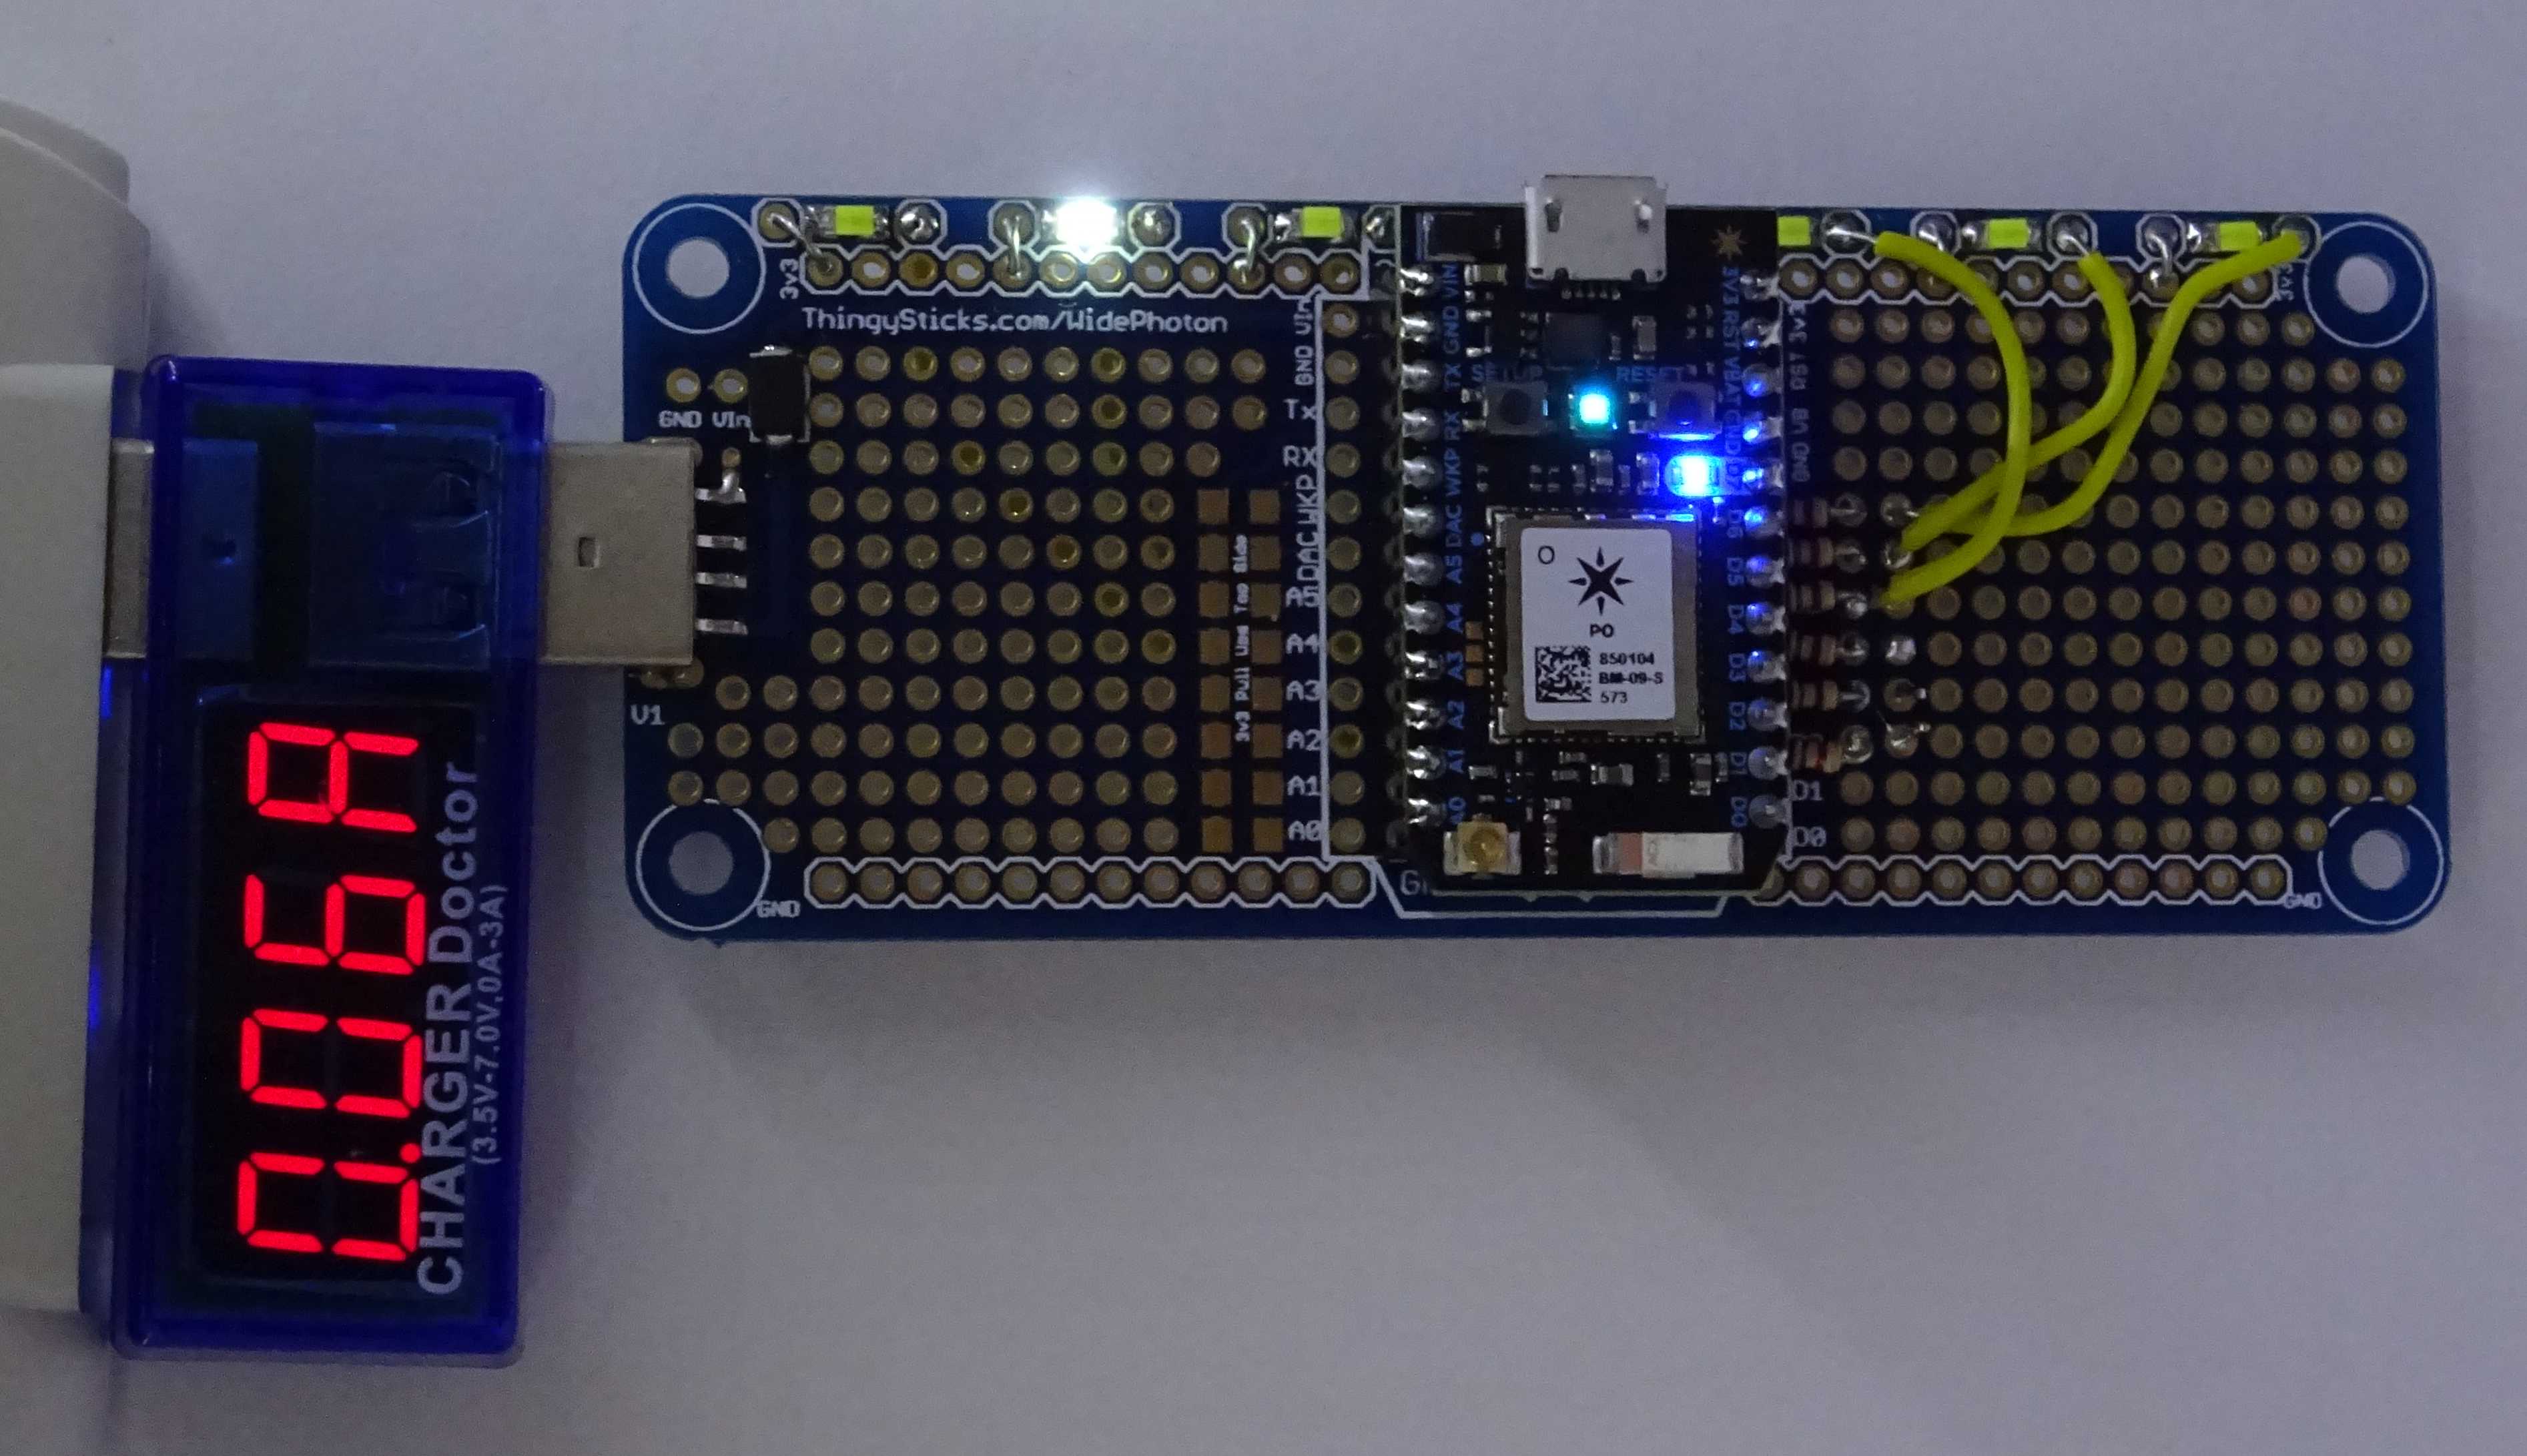 0.06A
CHARGER Doctor
(3.5V-7.0V,0A-3A)
3v3
ThingySticks.com/WidePhoton
GND VIn
V1
GND
3v3 Pull Ups Top Side
VIn
GND
Tx
RX
WKP
DAC
A5
A4
A3
A2
A1
A0
VIN
GND
TX
RX
WKP
DAC
A5
A4
A3
A2
A1
A0
SETUP
RESET
PO
850104
BM-09-S
573
3V3
RST
VBAT
GND
D7
D6
D5
D4
D3
D2
D1
D0
3v3
RST
VB
GND
D1
D0
3v3
GND